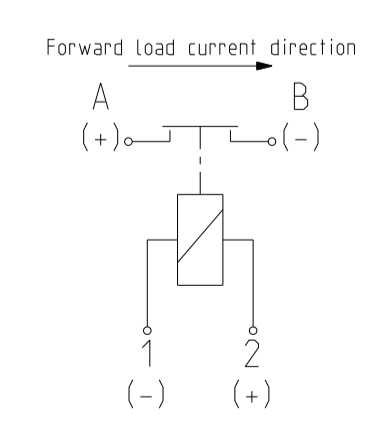 Forward load current direction
A B
(+) (-)
1 2
(-) (+)